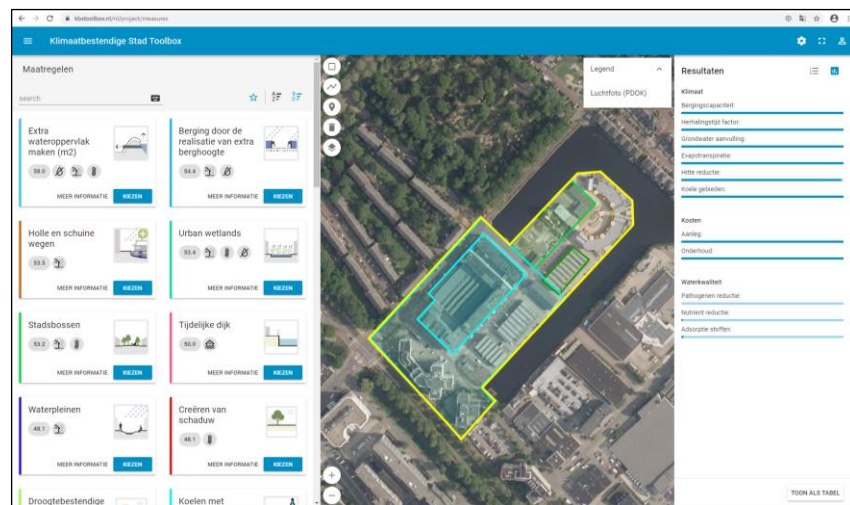 kbstoolbox.nl/nl/project/measures
Klimaatbestendige Stad Toolbox
Maatregelen
search
Extra
wateroppervlak
maken (m2)
58.0
MEER INFORMATIE
KIEZEN
Berging door de
realisatie van extra
berghoogte
54.4
MEER INFORMATIE
KIEZEN
Holle en schuine
wegen
53.5
MEER INFORMATIE
KIEZEN
Urban wetlands
53.4
MEER INFORMATIE
KIEZEN
Stadsbossen
53.2
MEER INFORMATIE
KIEZEN
Tijdelijke dijk
50.0
MEER INFORMATIE
KIEZEN
Waterpleinen
48.1
MEER INFORMATIE
KIEZEN
Creëren van
schaduw
48.1
MEER INFORMATIE
KIEZEN
Droogtebestendige
Koelen met
Legend
Luchtfoto (PDOK)
Resultaten
Klimaat
Bergingscapaciteit:
Herhalingstijd factor:
Grondwater aanvulling:
Evapotranspiratie:
Hitte reductie:
Koele gebieden:
Kosten
Aanleg:
Onderhoud:
Waterkwaliteit
Pathogenen reductie:
Nutrient reductie:
Adsorptie stoffen:
TOON ALS TABEL